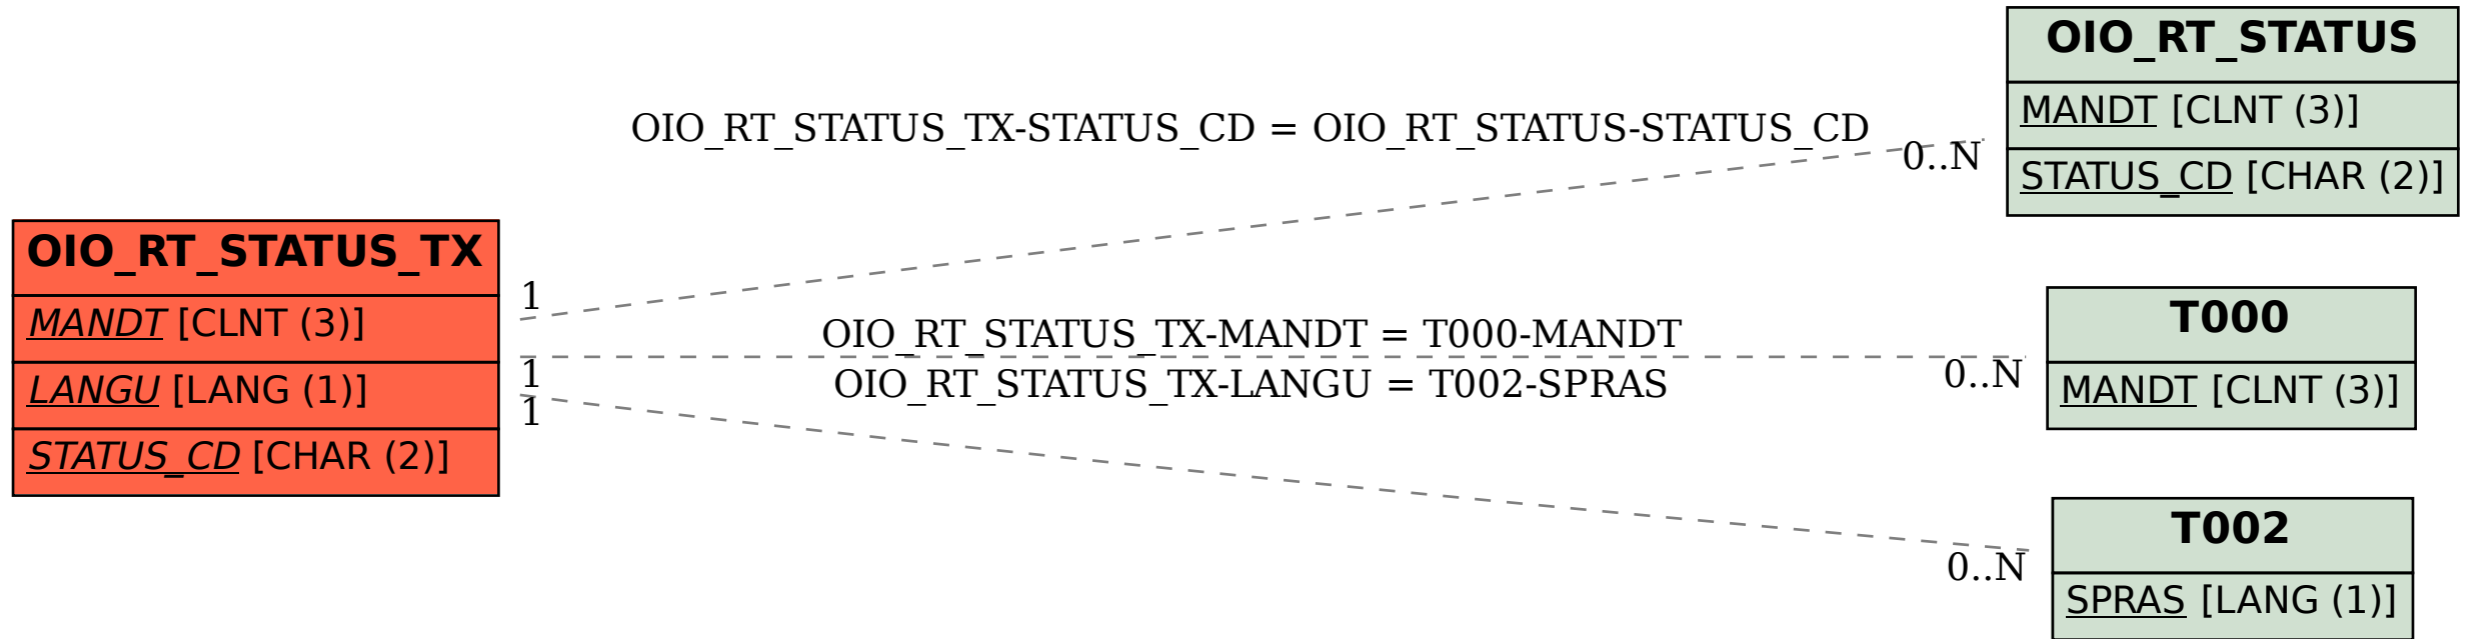 OIO_RT_STATUS
MANDT [CLNT (3)]
STATUS_CD [CHAR (2)]
OIO_RT_STATUS_TX-STATUS_CD = OIO_RT_STATUS-STATUS_CD
0..N
OIO_RT_STATUS_TX
MANDT [CLNT (3)]
LANGU [LANG (1)]
STATUS_CD [CHAR (2)]
1
1
1
OIO_RT_STATUS_TX-MANDT = T000-MANDT
0..N
OIO_RT_STATUS_TX-LANGU = T002-SPRAS
0..N
T000
MANDT [CLNT (3)]
T002
SPRAS [LANG (1)]